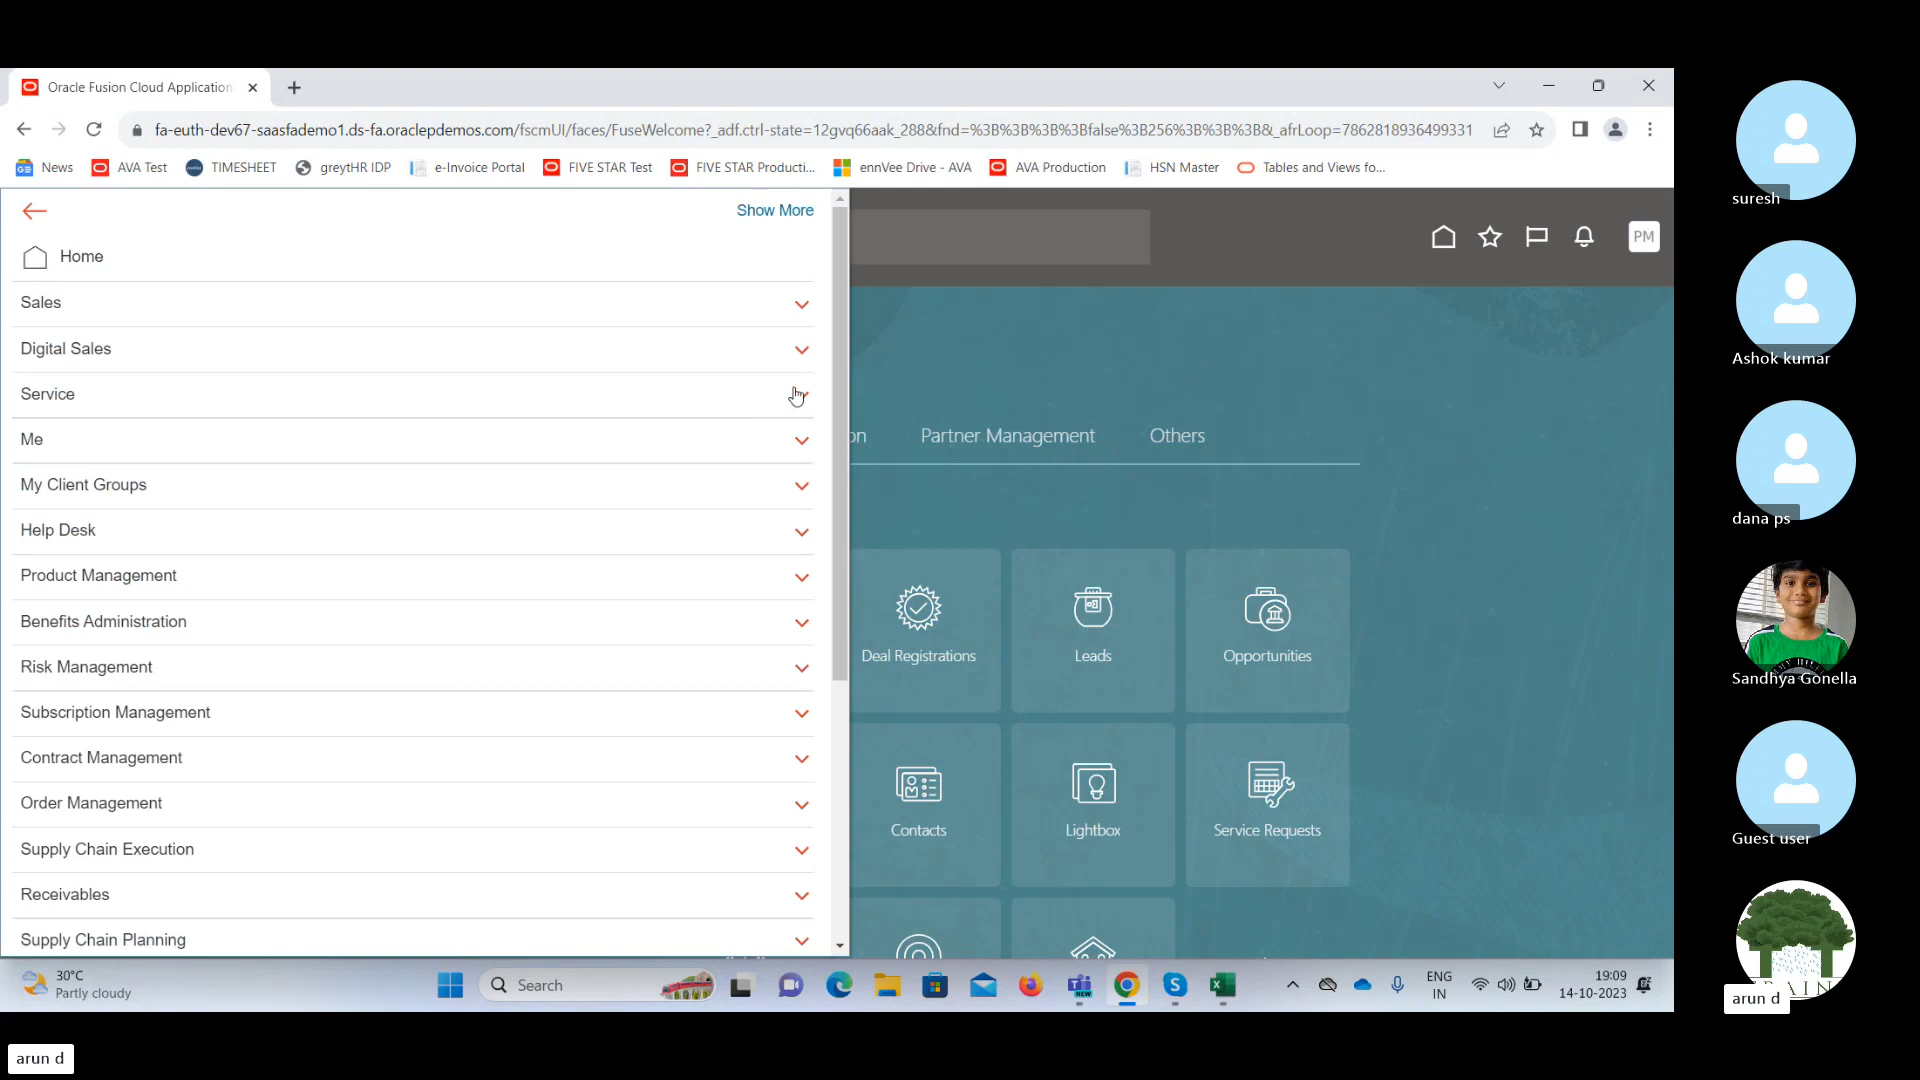 Oracle Fusion Cloud Application
fa-euth-dev67-saasfademo1.ds-fa.oraclepdemos.com/fscmUI/faces/FuseWelcome?_adf.ctrl-state=12gvq66aak_288&fnd=%3B%3B%3B%3Bfalse%3B256%3B%3B%3B&_afrLoop=7862818936499331
News
AVA Test
TIMESHEET
greytHR IDP
e-Invoice Portal
FIVE STAR Test
FIVE STAR Producti...
ennVee Drive - AVA
AVA Production
HSN Master
Tables and Views fo...
Show More
Home
Sales
Digital Sales
Service
Me
My Client Groups
Help Desk
Product Management
Benefits Administration
Risk Management
Subscription Management
Contract Management
Order Management
Supply Chain Execution
Receivables
Supply Chain Planning
PM
on
Partner Management
Others
Deal Registrations
Leads
Opportunities
Contacts
Lightbox
Service Requests
30°C
Partly cloudy
Search
ENG
IN
19:09
14-10-2023
suresh
Ashok kumar
dana ps
Sandhya Gonella
Guest user
arun d
arun d